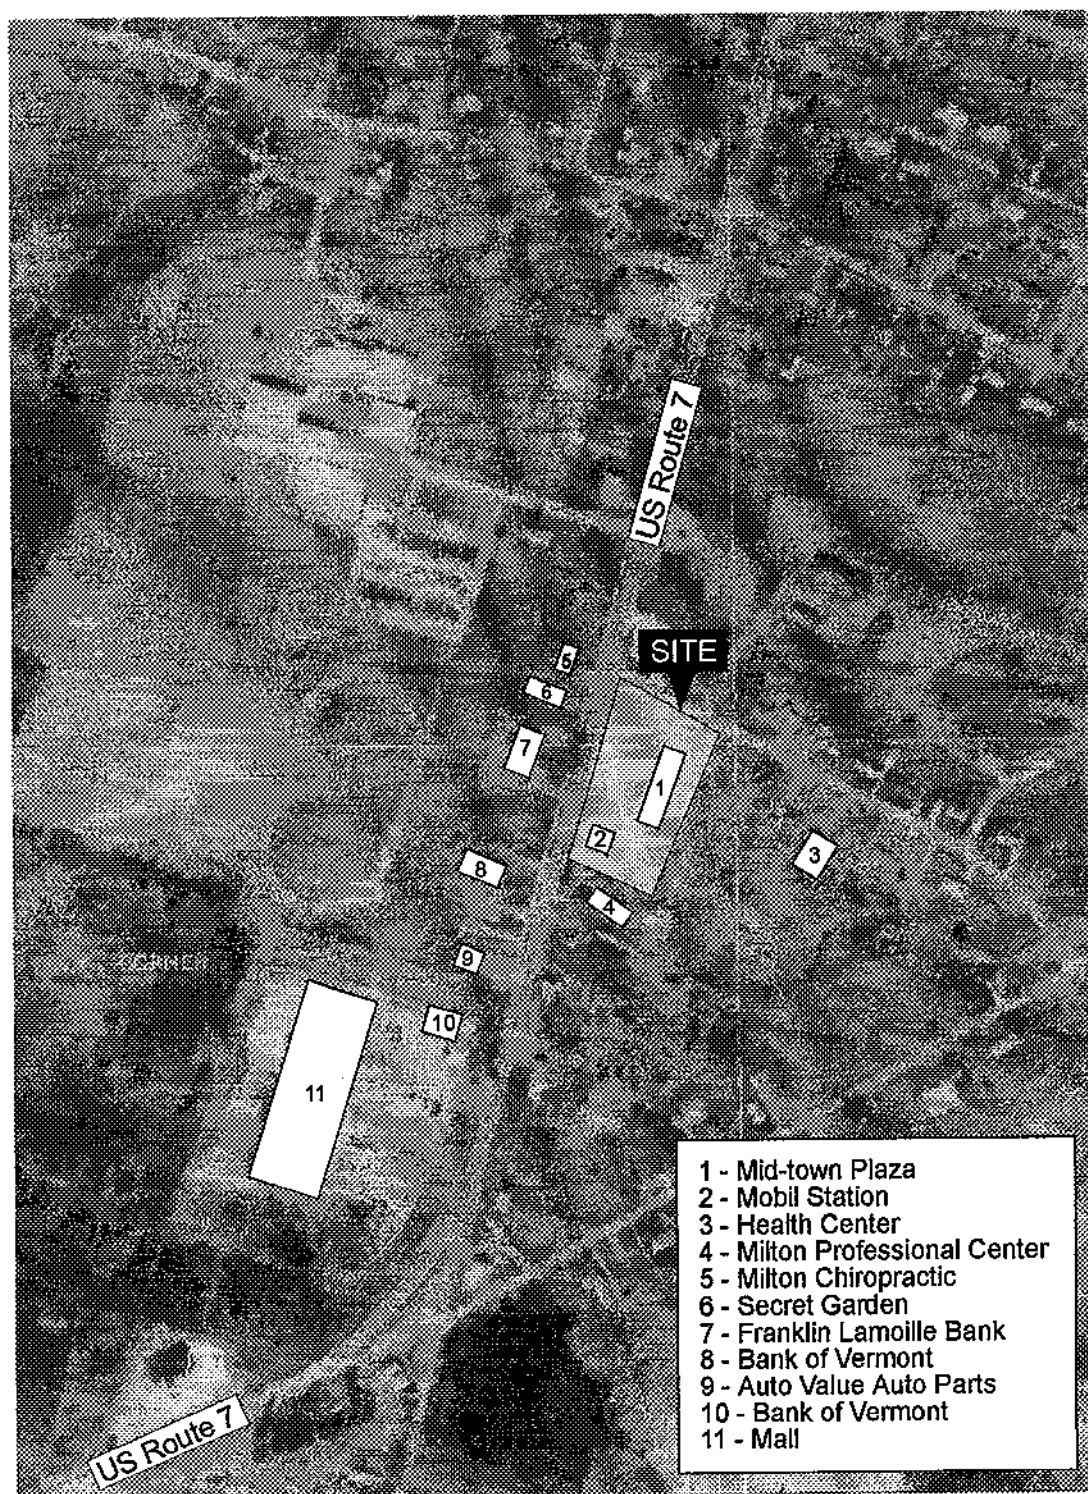 US Route 7
SITE
5
6
7
1
2
3
8
4
9
10
11
1 - Mid-town Plaza
2 - Mobil Station
3 - Health Center
4 - Milton Professional Center
5 - Milton Chiropractic
6 - Secret Garden
7 - Franklin Lamoille Bank
8 - Bank of Vermont
9 - Auto Value Auto Parts
10 - Bank of Vermont
11 - Mall
US Route 7